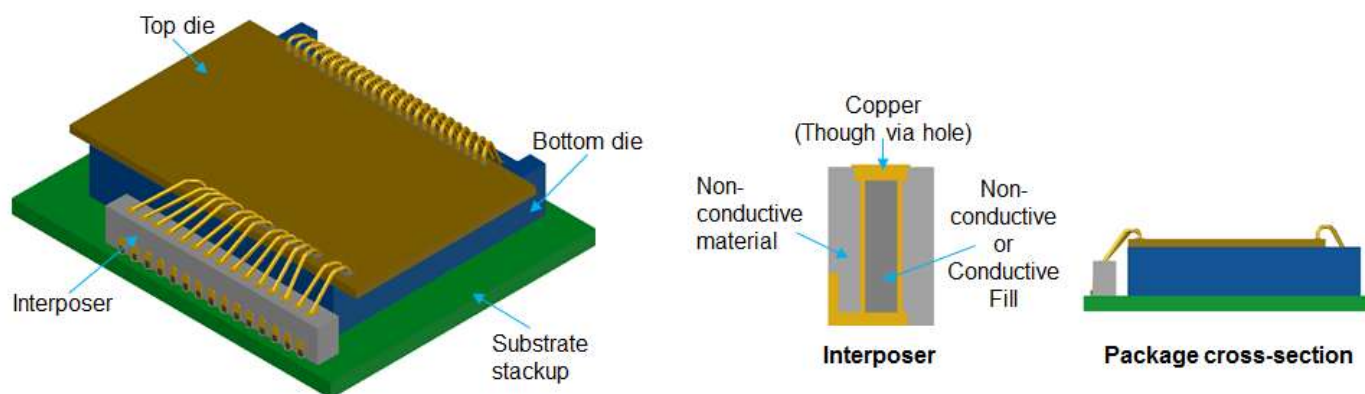 Top die
Bottom die
Interposer
Substrate
stackup
Copper
(Though via hole)
Non-
conductive
material
Non-
conductive
or
Conductive
Fill
Interposer
Package cross-section